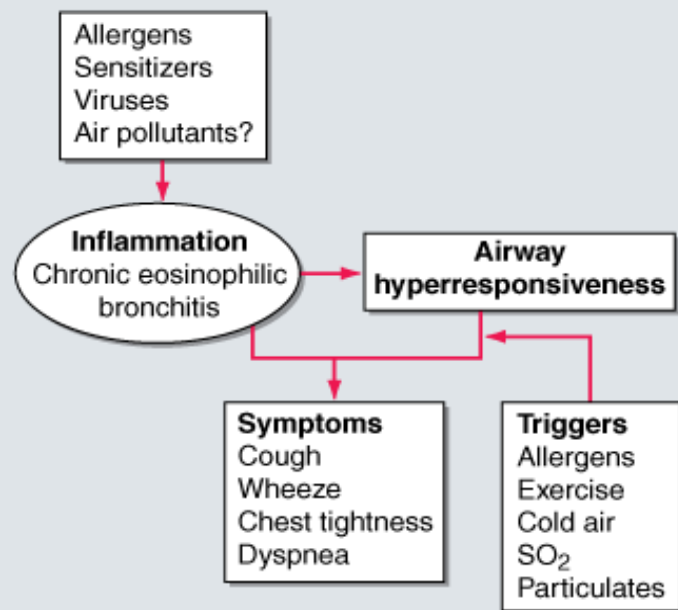 Allergens
Sensitizers
Viruses
Air pollutants?
Inflammation
Chronic eosinophilic
bronchitis
Airway
hyperresponsiveness
Symptoms
Cough
Wheeze
Chest tightness
Dyspnea
Triggers
Allergens
Exercise
Cold air
SO₂
Particulates